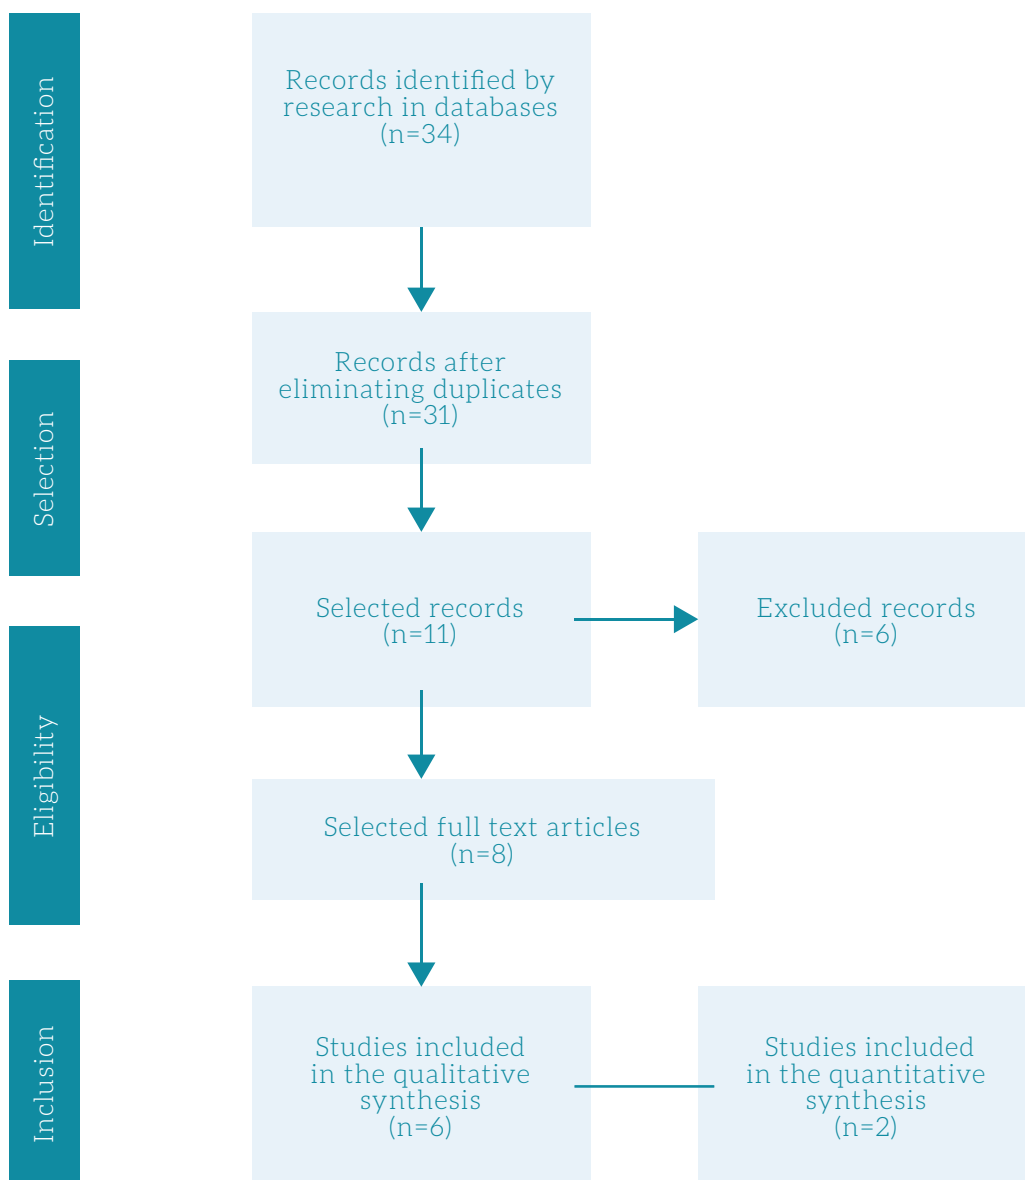 Identification
Records identified by
research in databases
(n=34)
Selection
Records after
eliminating duplicates
(n=31)
Selected records
(n=11)
Excluded records
(n=6)
Eligibility
Selected full text articles
(n=8)
Inclusion
Studies included
in the qualitative
synthesis
(n=6)
Studies included
in the quantitative
synthesis
(n=2)